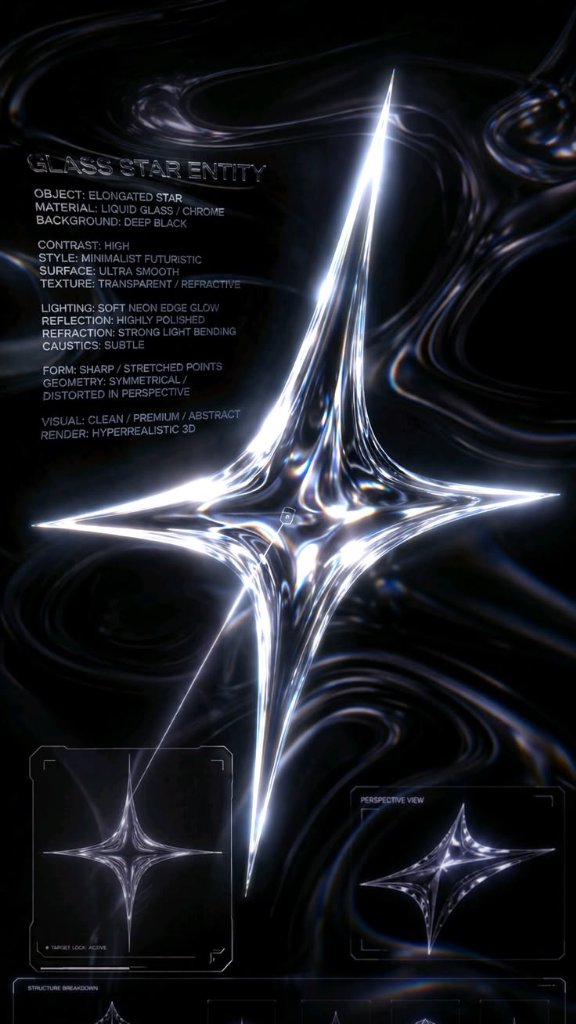 GLASS STAR ENTITY
OBJECT: ELONGATED STAR
MATERIAL: LIQUID GLASS / CHROME
BACKGROUND: DEEP BLACK
CONTRAST: HIGH
STYLE: MINIMALIST FUTURISTIC
SURFACE: ULTRA SMOOTH
TEXTURE: TRANSPARENT / REFRACTIVE
LIGHTING: SOFT NEON EDGE GLOW
REFLECTION: HIGHLY POLISHED
REFRACTION: STRONG LIGHT BENDING
CAUSTICS: SUBTLE
FORM: SHARP / STRETCHED POINTS
GEOMETRY: SYMMETRICAL /
DISTORTED IN PERSPECTIVE
VISUAL: CLEAN / PREMIUM / ABSTRACT
RENDER: HYPERREALISTIC 3D
PERSPECTIVE VIEW
TARGET LOCK: ACTIVE
STRUCTURE BREAKDOWN